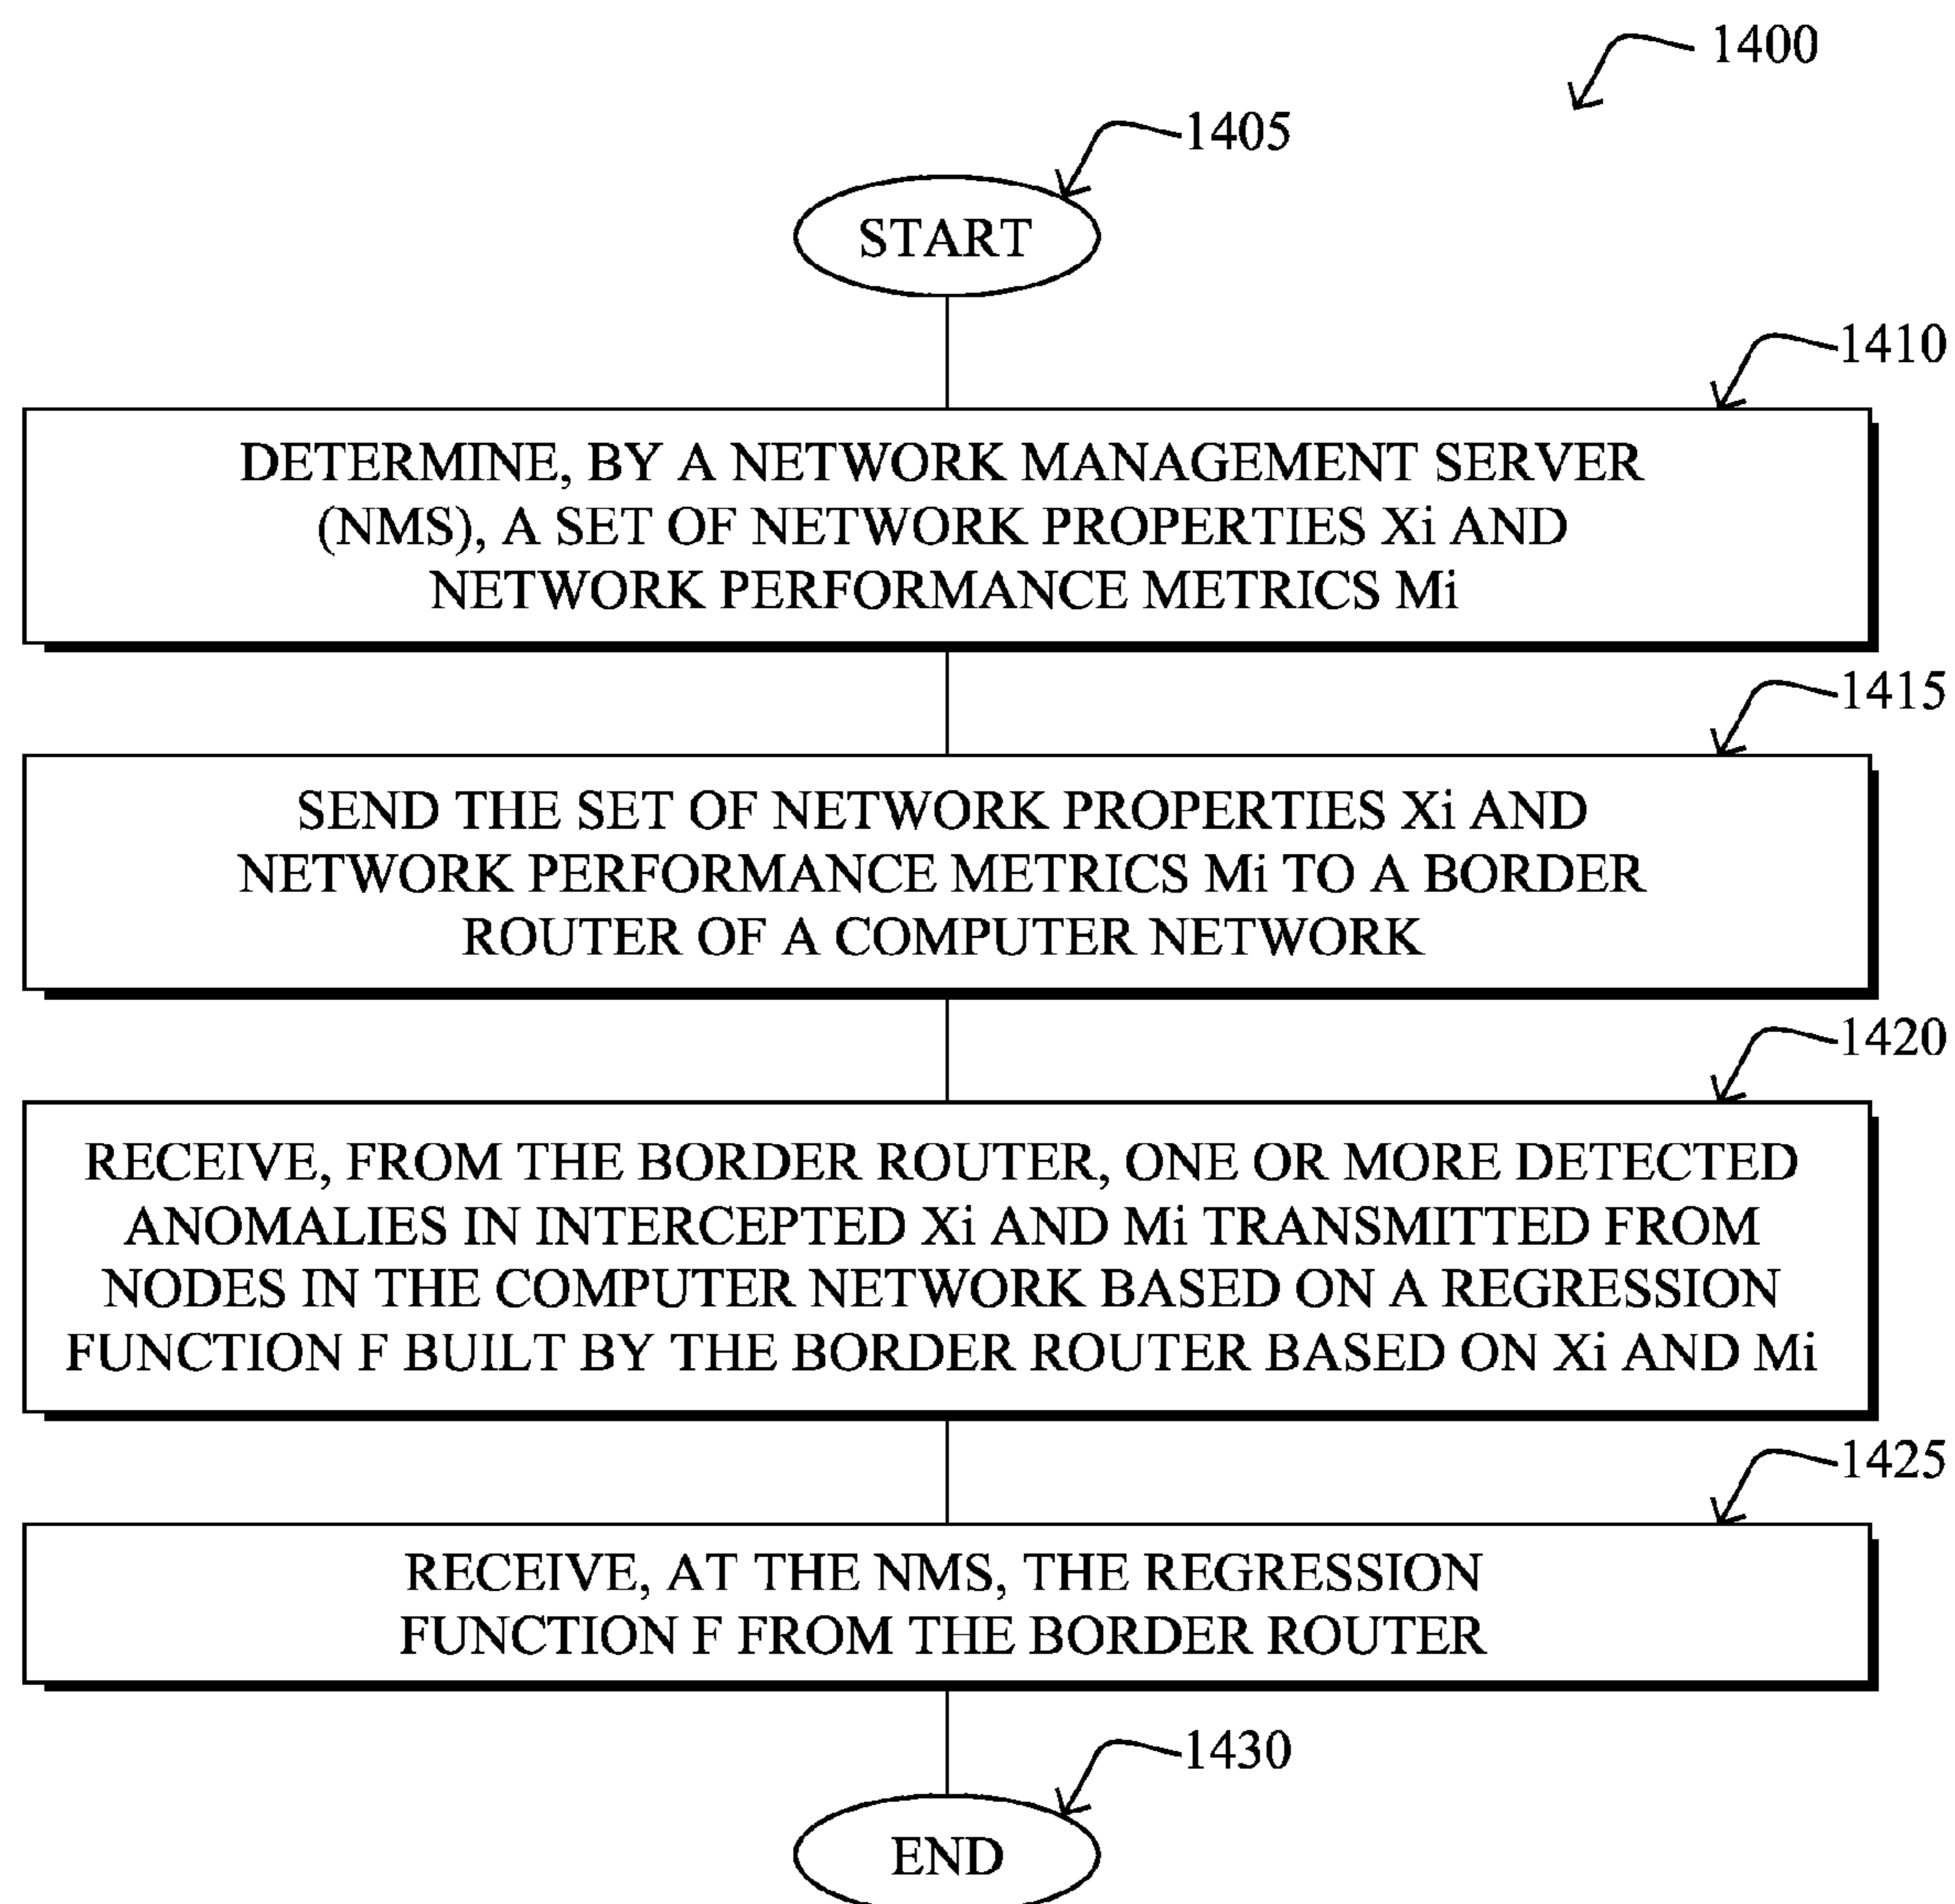 1400
1405
START
1410
DETERMINE, BY A NETWORK MANAGEMENT SERVER
(NMS), A SET OF NETWORK PROPERTIES Xi AND
NETWORK PERFORMANCE METRICS Mi
1415
SEND THE SET OF NETWORK PROPERTIES Xi AND
NETWORK PERFORMANCE METRICS Mi TO A BORDER
ROUTER OF A COMPUTER NETWORK
1420
RECEIVE, FROM THE BORDER ROUTER, ONE OR MORE DETECTED
ANOMALIES IN INTERCEPTED Xi AND Mi TRANSMITTED FROM
NODES IN THE COMPUTER NETWORK BASED ON A REGRESSION
FUNCTION F BUILT BY THE BORDER ROUTER BASED ON Xi AND Mi
1425
RECEIVE, AT THE NMS, THE REGRESSION
FUNCTION F FROM THE BORDER ROUTER
1430
END